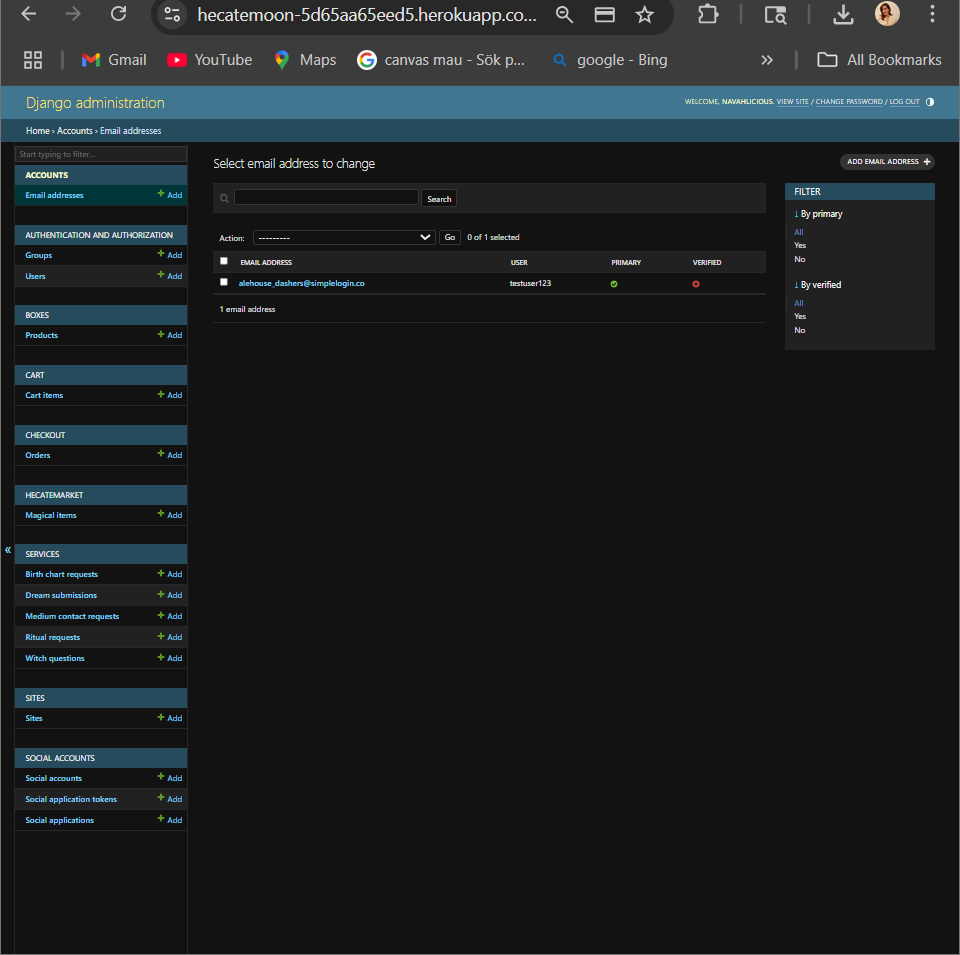 hecatemoon-5d65aa65eed5.herokuapp.co...
Gmail YouTube Maps canvas mau - Sök p... google - Bing » All Bookmarks
Django administration
WELCOME, NAVAHLICIOUS. VIEW SITE / CHANGE PASSWORD / LOG OUT
Home › Accounts › Email addresses
Start typing to filter...
ACCOUNTS
Email addresses + Add
AUTHENTICATION AND AUTHORIZATION
Groups + Add
Users + Add
BOXES
Products + Add
CART
Cart items + Add
CHECKOUT
Orders + Add
HECATEMARKET
Magical items + Add
«
SERVICES
Birth chart requests + Add
Dream submissions + Add
Medium contact requests + Add
Ritual requests + Add
Witch questions + Add
SITES
Sites + Add
SOCIAL ACCOUNTS
Social accounts + Add
Social application tokens + Add
Social applications + Add
Select email address to change
ADD EMAIL ADDRESS +
Search
Action: --------- Go 0 of 1 selected
EMAIL ADDRESS USER PRIMARY VERIFIED
alehouse_dashers@simplelogin.co testuser123
1 email address
FILTER
↓ By primary
All
Yes
No
↓ By verified
All
Yes
No